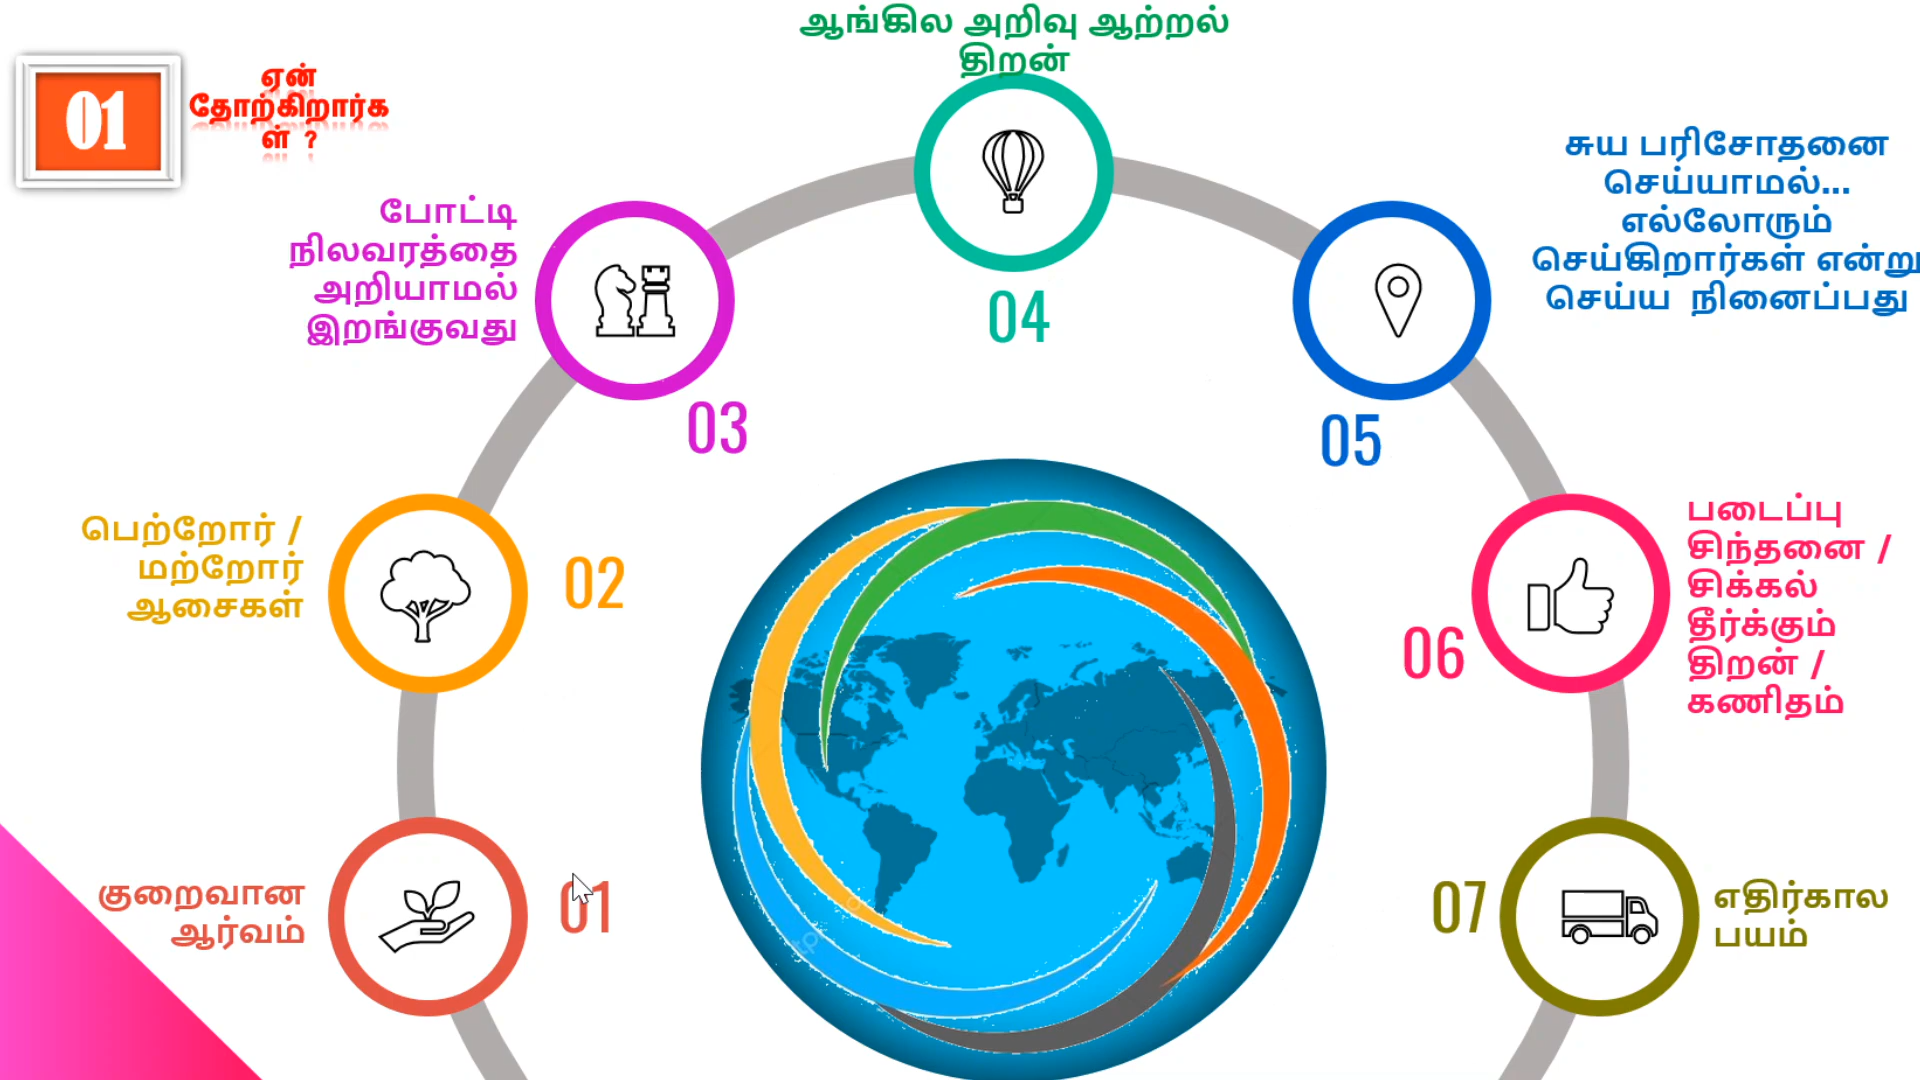 01
ஏன்
தோற்கிறார்க
ள் ?
குறைவான
ஆர்வம்
01
பெற்றோர் /
மற்றோர்
ஆசைகள்
02
போட்டி
நிலவரத்தை
அறியாமல்
இறங்குவது
03
ஆங்கில அறிவு ஆற்றல்
திறன்
04
சுய பரிசோதனை
செய்யாமல்...
எல்லோரும்
செய்கிறார்கள் என்று
செய்ய நினைப்பது
05
படைப்பு
சிந்தனை /
சிக்கல்
தீர்க்கும்
திறன் /
கணிதம்
06
எதிர்கால
பயம்
07